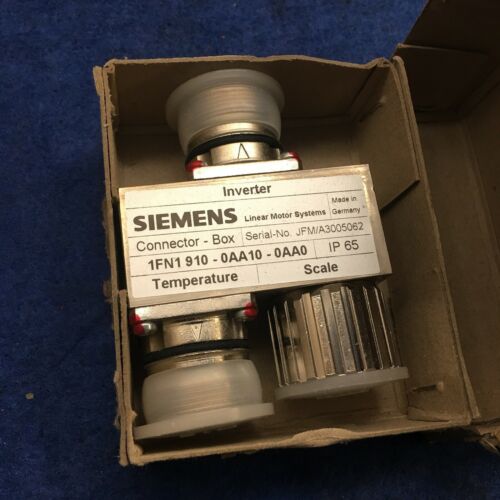 Inverter
SIEMENS Linear Motor Systems Made in Germany
Connector - Box Serial-No. JFM/A3005062
1FN1 910 - 0AA10 - 0AA0 IP 65
Temperature Scale